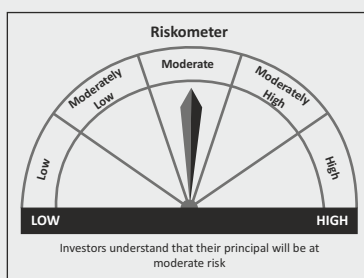 Riskometer
Low
Moderately
Low
Moderate
Moderately
High
High
LOW
HIGH
Investors understand that their principal will be at
moderate risk